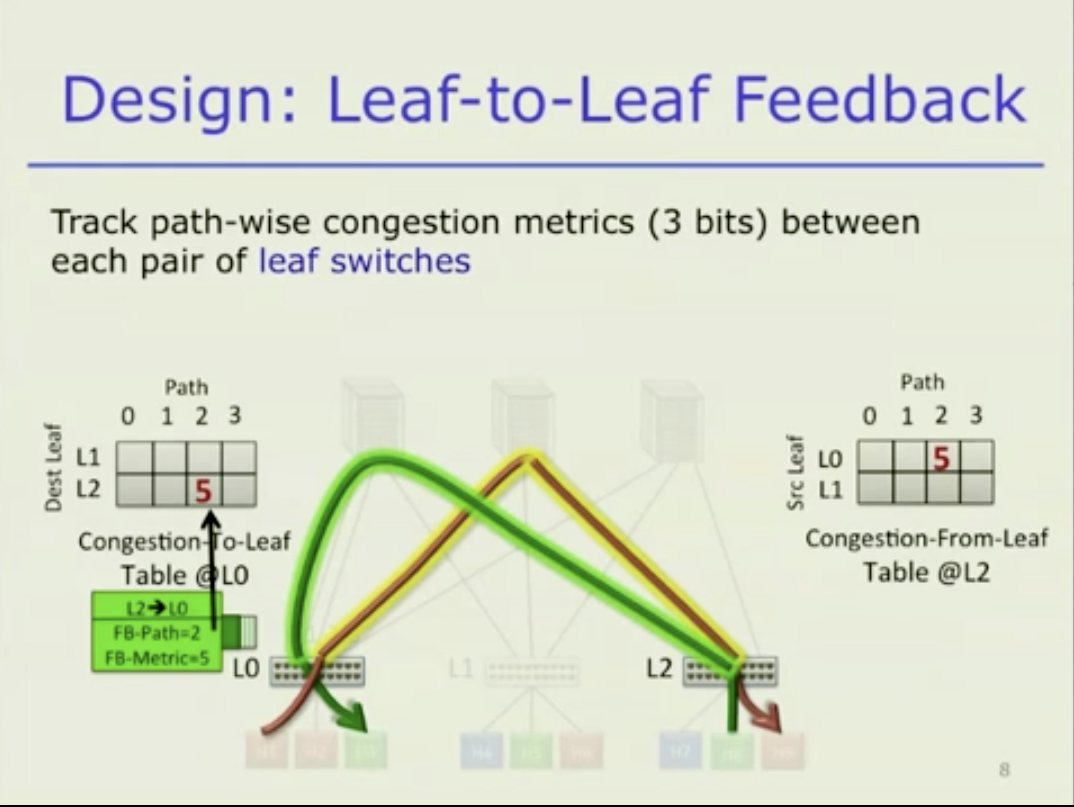 Design: Leaf-to-Leaf Feedback
Track path-wise congestion metrics (3 bits) between
each pair of leaf switches
Path
0 1 2 3
Dest Leaf
L1
L2
5
Congestion-To-Leaf
Table @L0
L2➔L0
FB-Path=2
FB-Metric=5
Path
0 1 2 3
Src Leaf
L0
L1
5
Congestion-From-Leaf
Table @L2
L0
L1
L2
H1 H2 H3 H4 H5 H6 H7 H8 H9
8